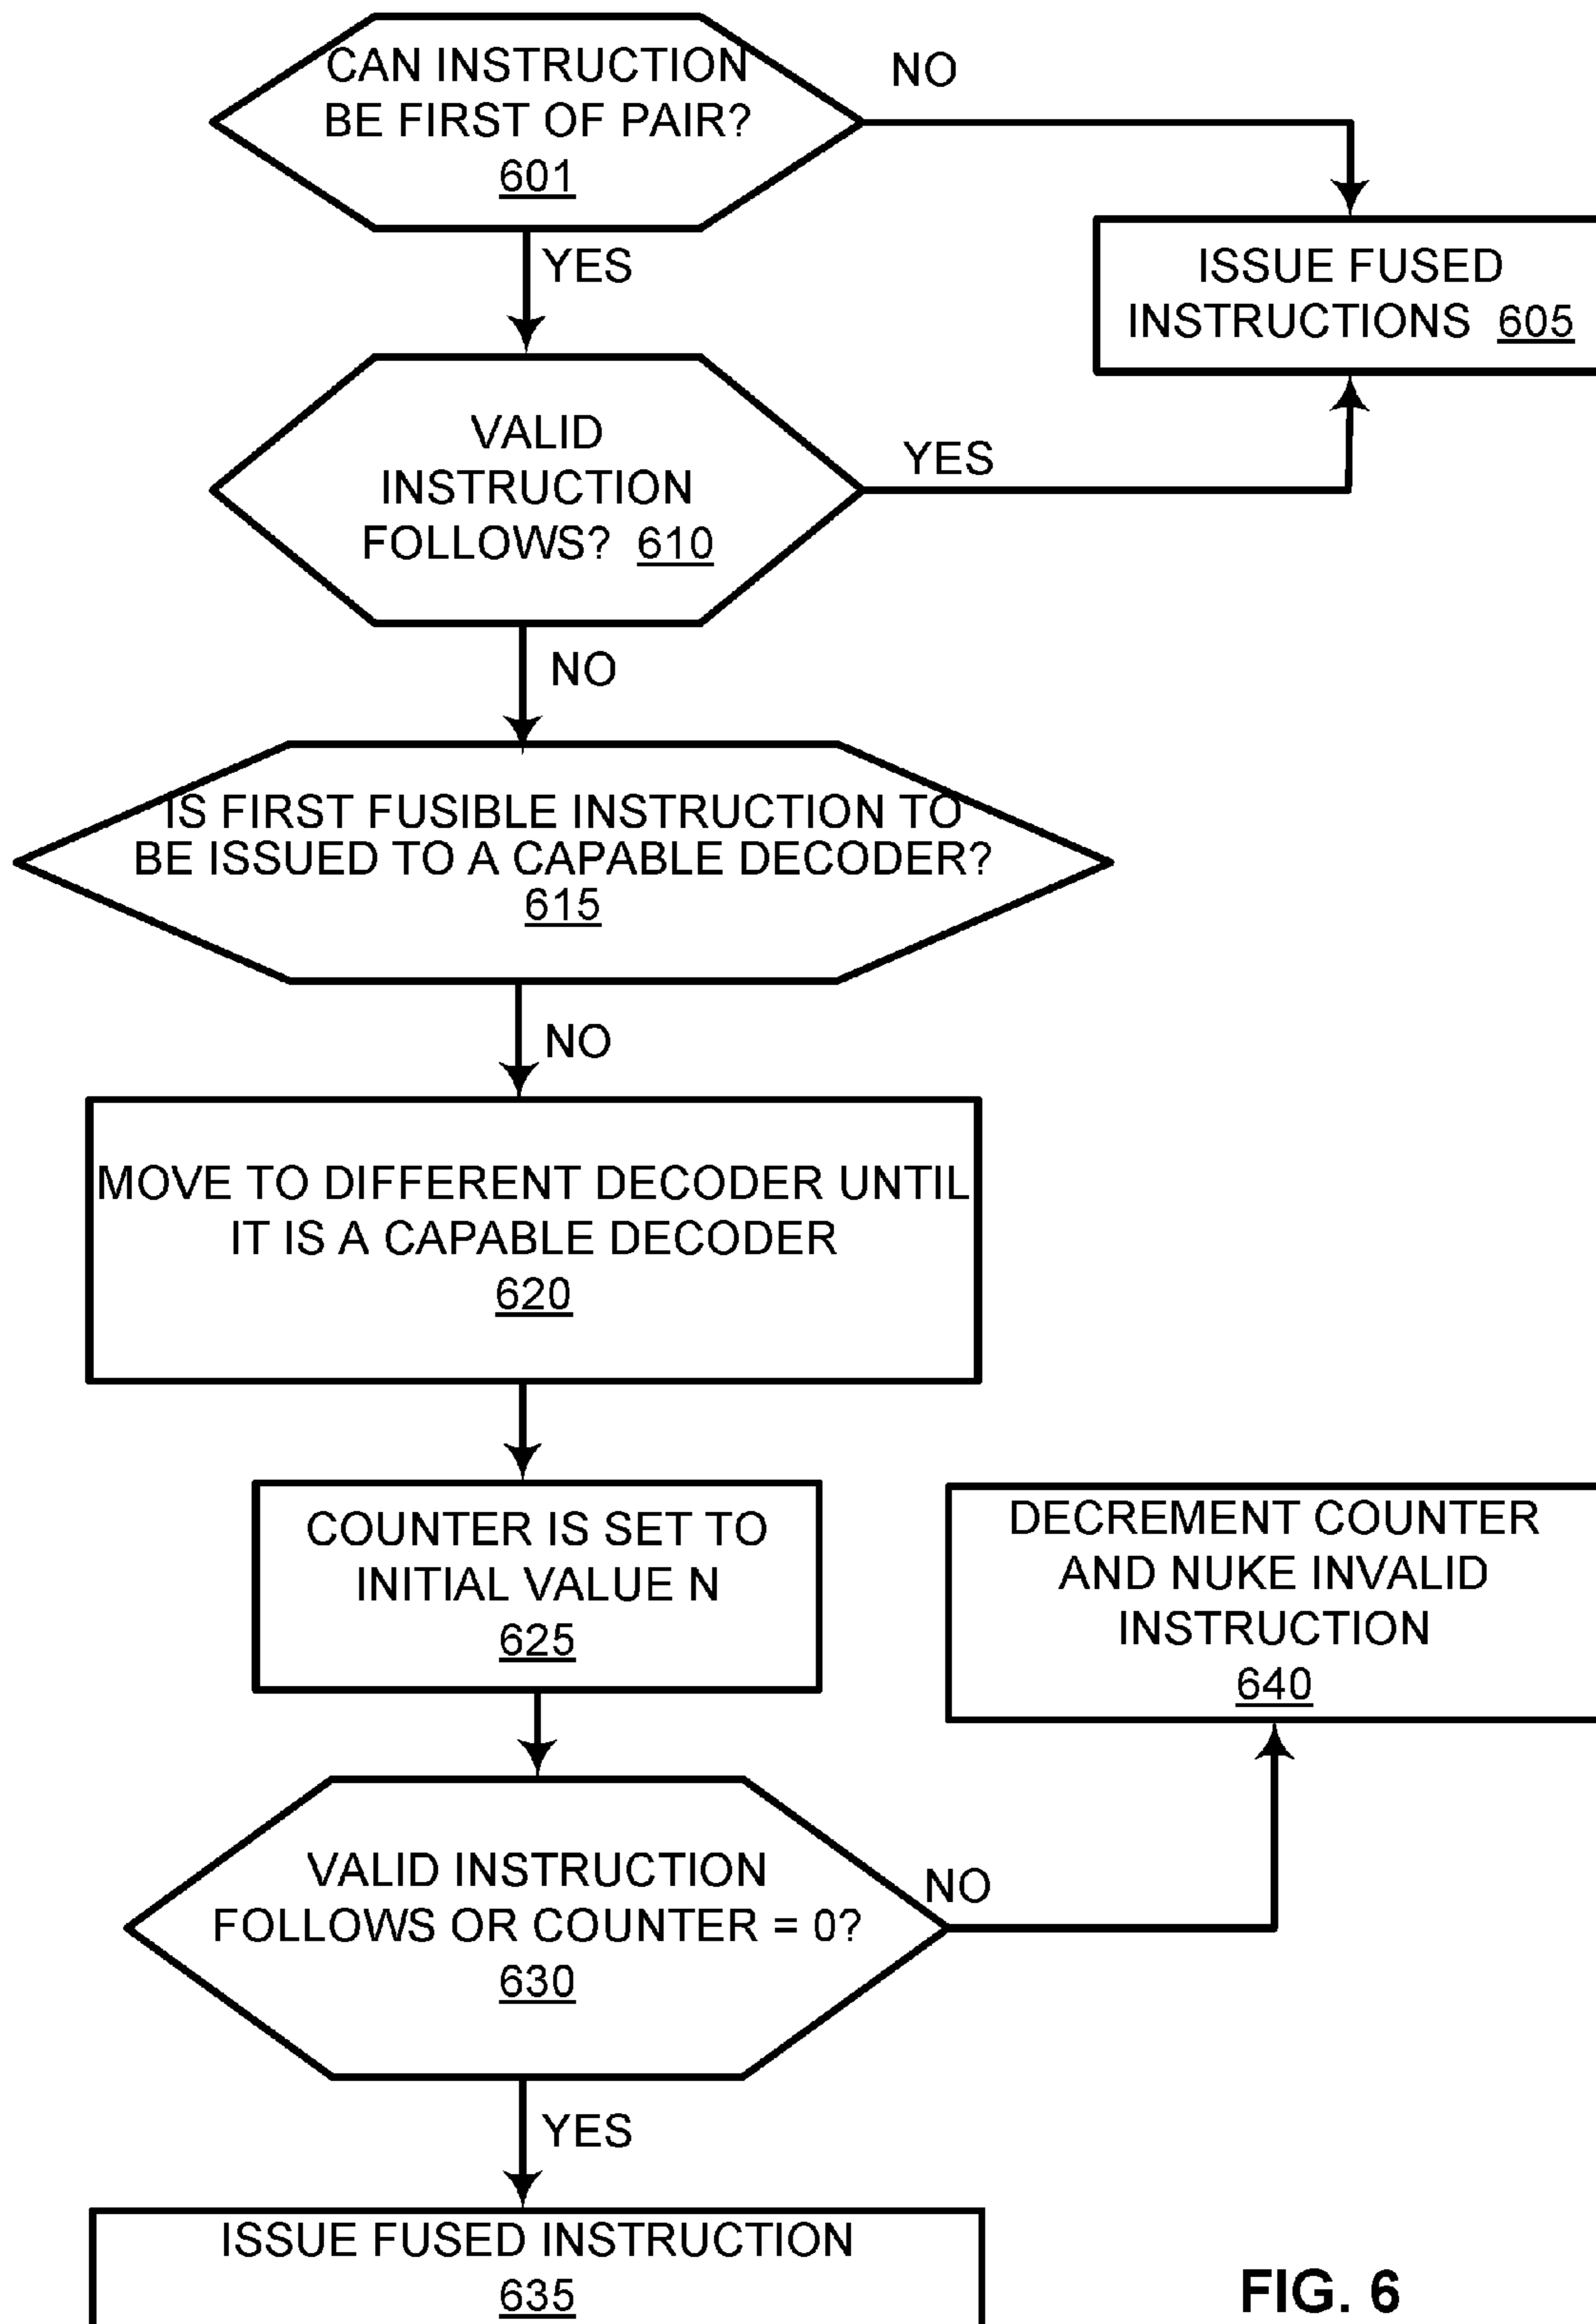 CAN INSTRUCTION
BE FIRST OF PAIR?
601
NO
YES
ISSUE FUSED
INSTRUCTIONS 605
VALID
INSTRUCTION
FOLLOWS? 610
YES
NO
IS FIRST FUSIBLE INSTRUCTION TO
BE ISSUED TO A CAPABLE DECODER?
615
NO
MOVE TO DIFFERENT DECODER UNTIL
IT IS A CAPABLE DECODER
620
COUNTER IS SET TO
INITIAL VALUE N
625
DECREMENT COUNTER
AND NUKE INVALID
INSTRUCTION
640
VALID INSTRUCTION
FOLLOWS OR COUNTER = 0?
630
NO
YES
ISSUE FUSED INSTRUCTION
635
FIG. 6